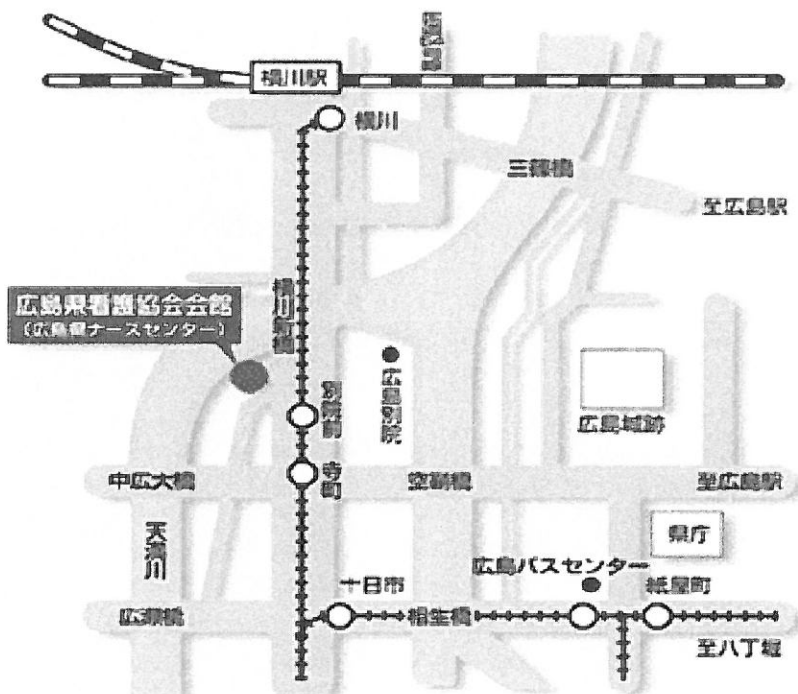 横川駅
横川
三篠橋
至広島駅
広島県看護協会会館
(広島県ナースセンター)
別院前
広島別院
広島城跡
中広大橋
寺町
空鞘橋
至広島駅
天満川
県庁
広島バスセンター
十日市
紙屋町
広瀬橋
相生橋
至八丁堀